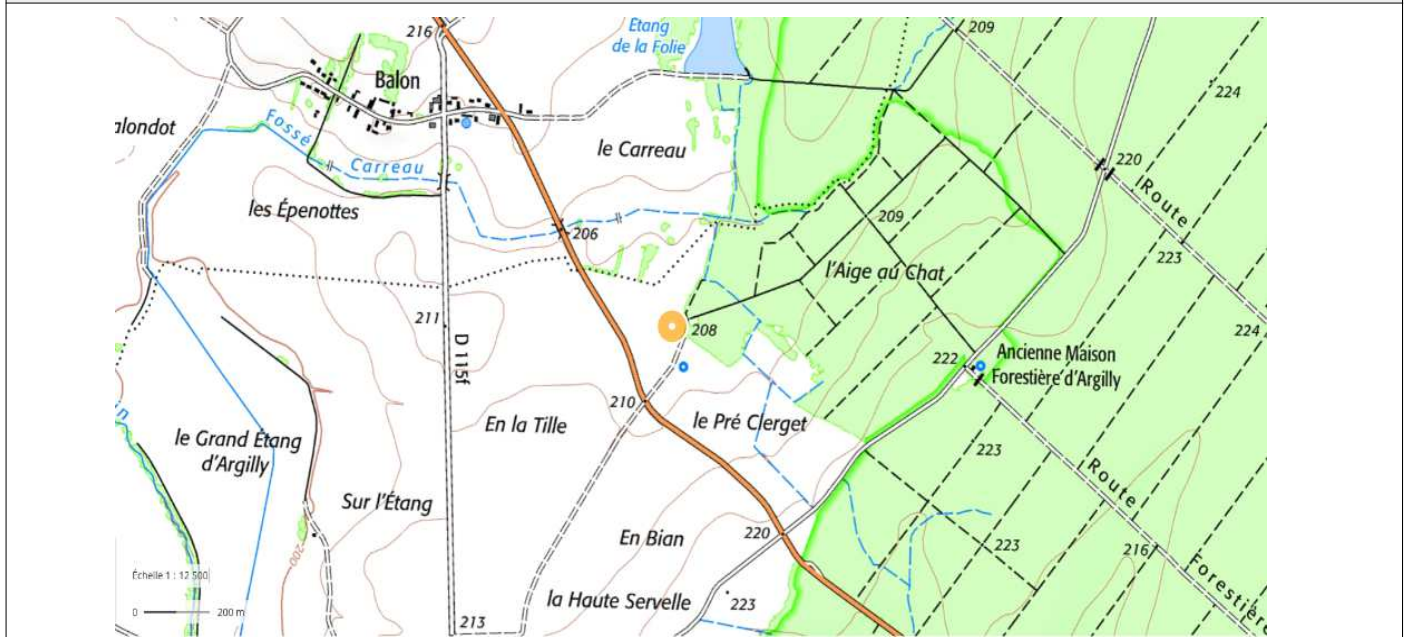 216
Etang
de la Folie
209
Balon
224
alondot
Fossé
Carreau
le Carreau
220
Route
les Épenottes
209
206
223
l'Aige au Chat
211
D 115f
208
224
222
Ancienne Maison
Forestière d'Argilly
210
En la Tille
le Pré Clerget
le Grand Étang
d'Argilly
223
Route
Sur l'Étang
200
En Bian
220
223
216
Forestière
Échelle 1 : 12 500
0
200 m
la Haute Servelle
223
213